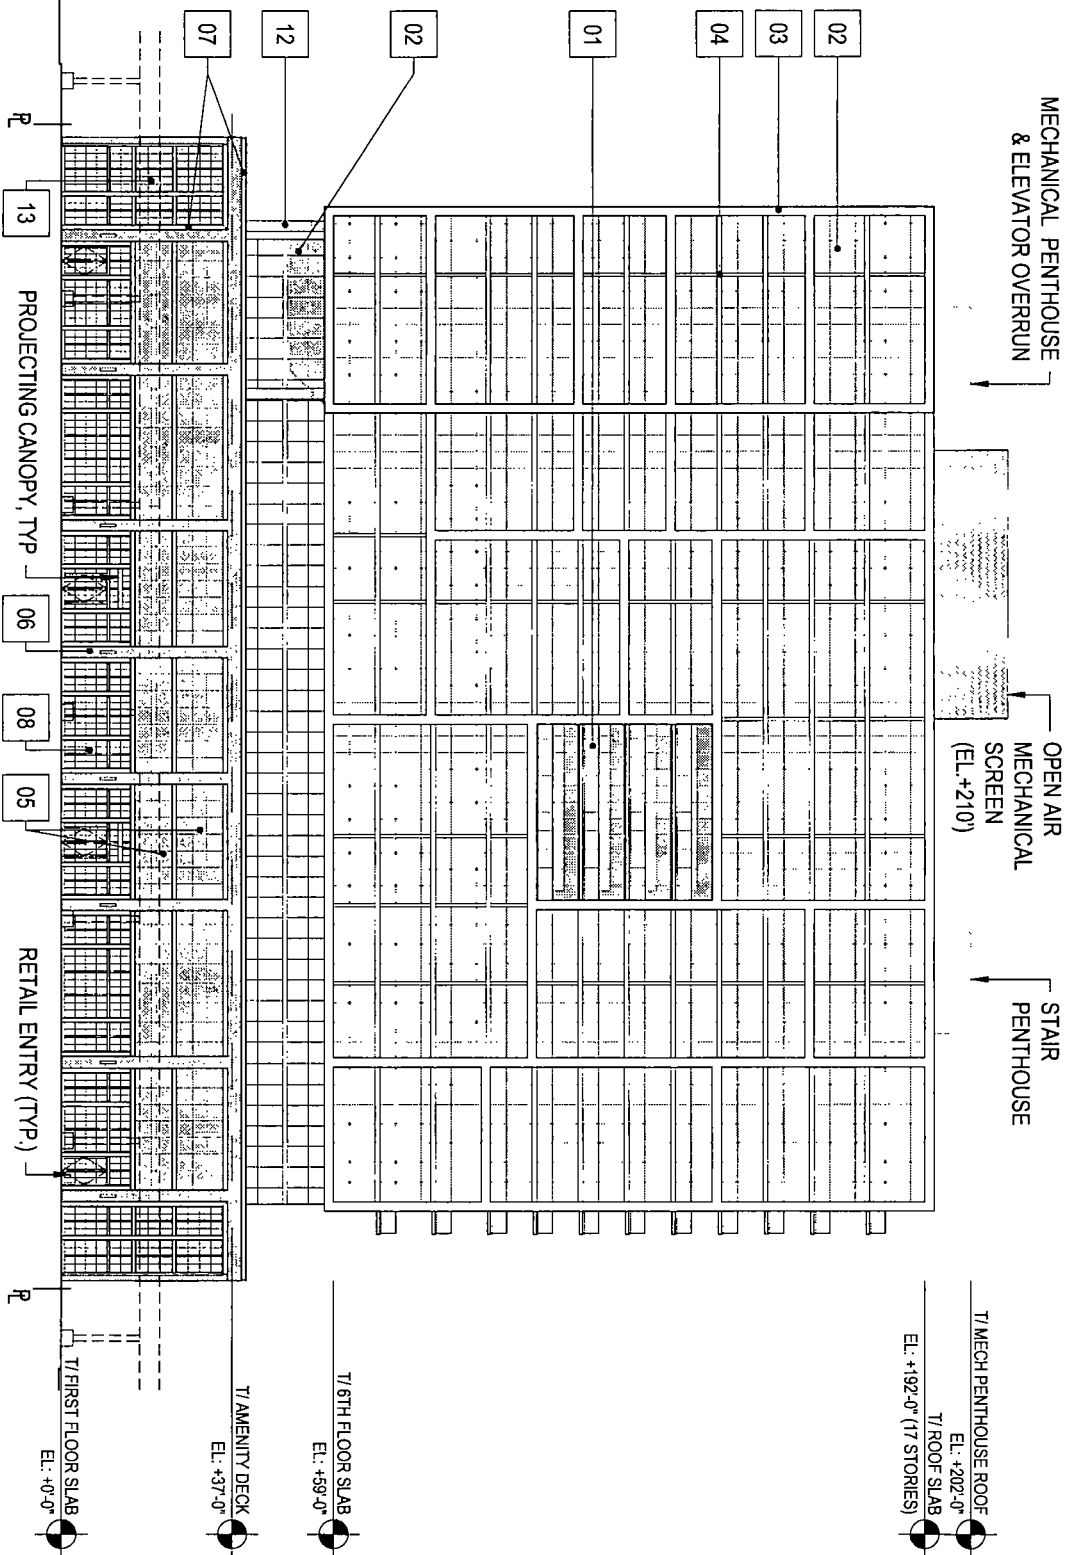 MECHANICAL PENTHOUSE
& ELEVATOR OVERRUN
OPEN AIR
MECHANICAL
SCREEN
(EL.+210')
STAIR
PENTHOUSE
07
12
02
01
04
03
02
T/ MECH PENTHOUSE ROOF
EL: +202'-0"
T/ ROOF SLAB
EL: +192'-0" (17 STORIES)
T/ 6TH FLOOR SLAB
EL: +59'-0"
T/ AMENITY DECK
EL: +37'-0"
T/ FIRST FLOOR SLAB
EL: +0'-0"
PL
13
PROJECTING CANOPY, TYP
06
08
05
RETAIL ENTRY (TYP.)
PL